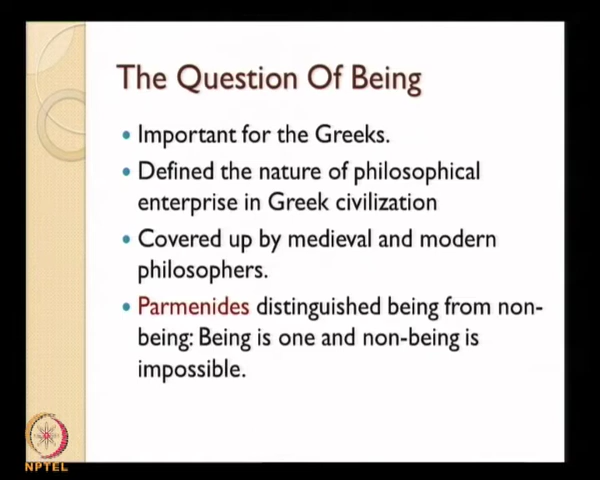 The Question Of Being
• Important for the Greeks.
• Defined the nature of philosophical
enterprise in Greek civilization
• Covered up by medieval and modern
philosophers.
• Parmenides distinguished being from non-
being: Being is one and non-being is
impossible.
NPTEL